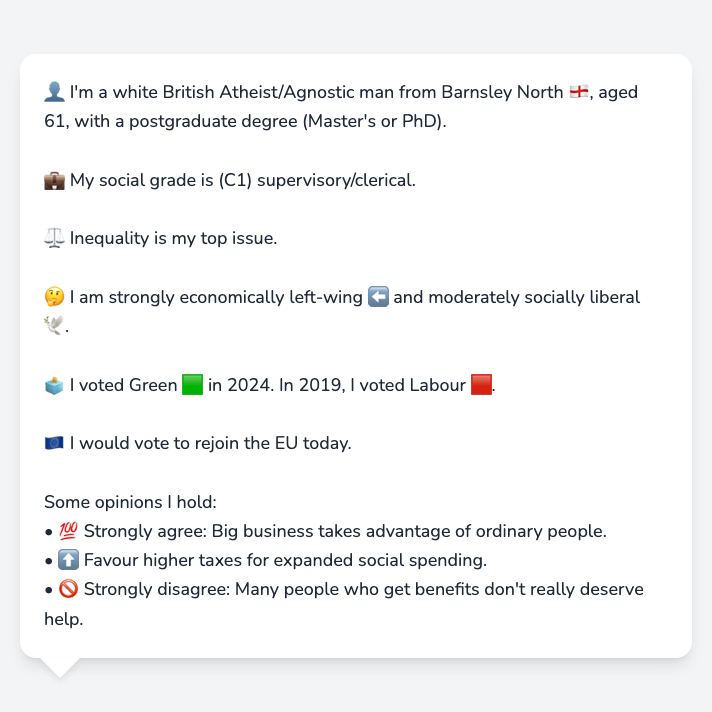 👤 I'm a white British Atheist/Agnostic man from Barnsley North 🏴󠁧󠁢󠁥󠁮󠁧󠁿, aged
61, with a postgraduate degree (Master's or PhD).
💼 My social grade is (C1) supervisory/clerical.
⚖️ Inequality is my top issue.
🤔 I am strongly economically left-wing ⬅️ and moderately socially liberal
🕊️.
🗳️ I voted Green 🟩 in 2024. In 2019, I voted Labour 🟥.
🇪🇺 I would vote to rejoin the EU today.
Some opinions I hold:
• 💯 Strongly agree: Big business takes advantage of ordinary people.
• ⬆️ Favour higher taxes for expanded social spending.
• 🚫 Strongly disagree: Many people who get benefits don't really deserve
help.